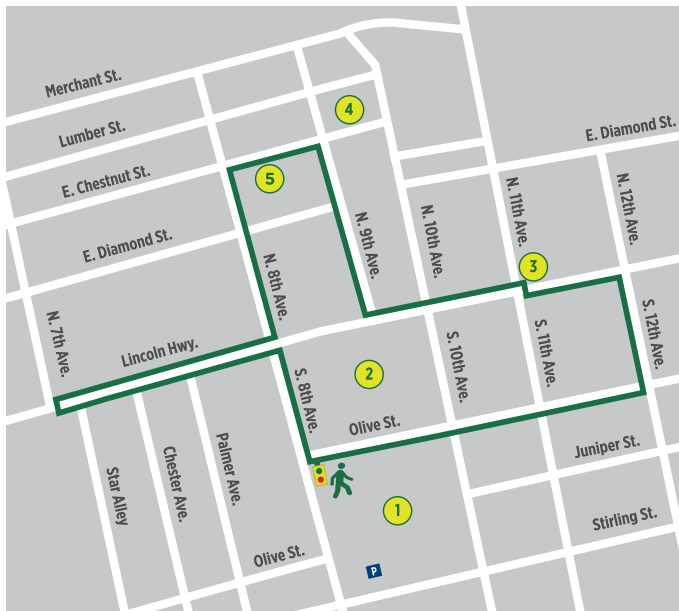 Merchant St.
Lumber St.
4
E. Diamond St.
E. Chestnut St.
5
N. 11th Ave.
N. 12th Ave.
E. Diamond St.
N. 9th Ave.
N. 10th Ave.
3
N. 8th Ave.
N. 7th Ave.
Lincoln Hwy.
S. 12th Ave.
S. 11th Ave.
S. 10th Ave.
2
S. 8th Ave.
Olive St.
Juniper St.
Palmer Ave.
Chester Ave.
Star Alley
1
Stirling St.
Olive St.
P